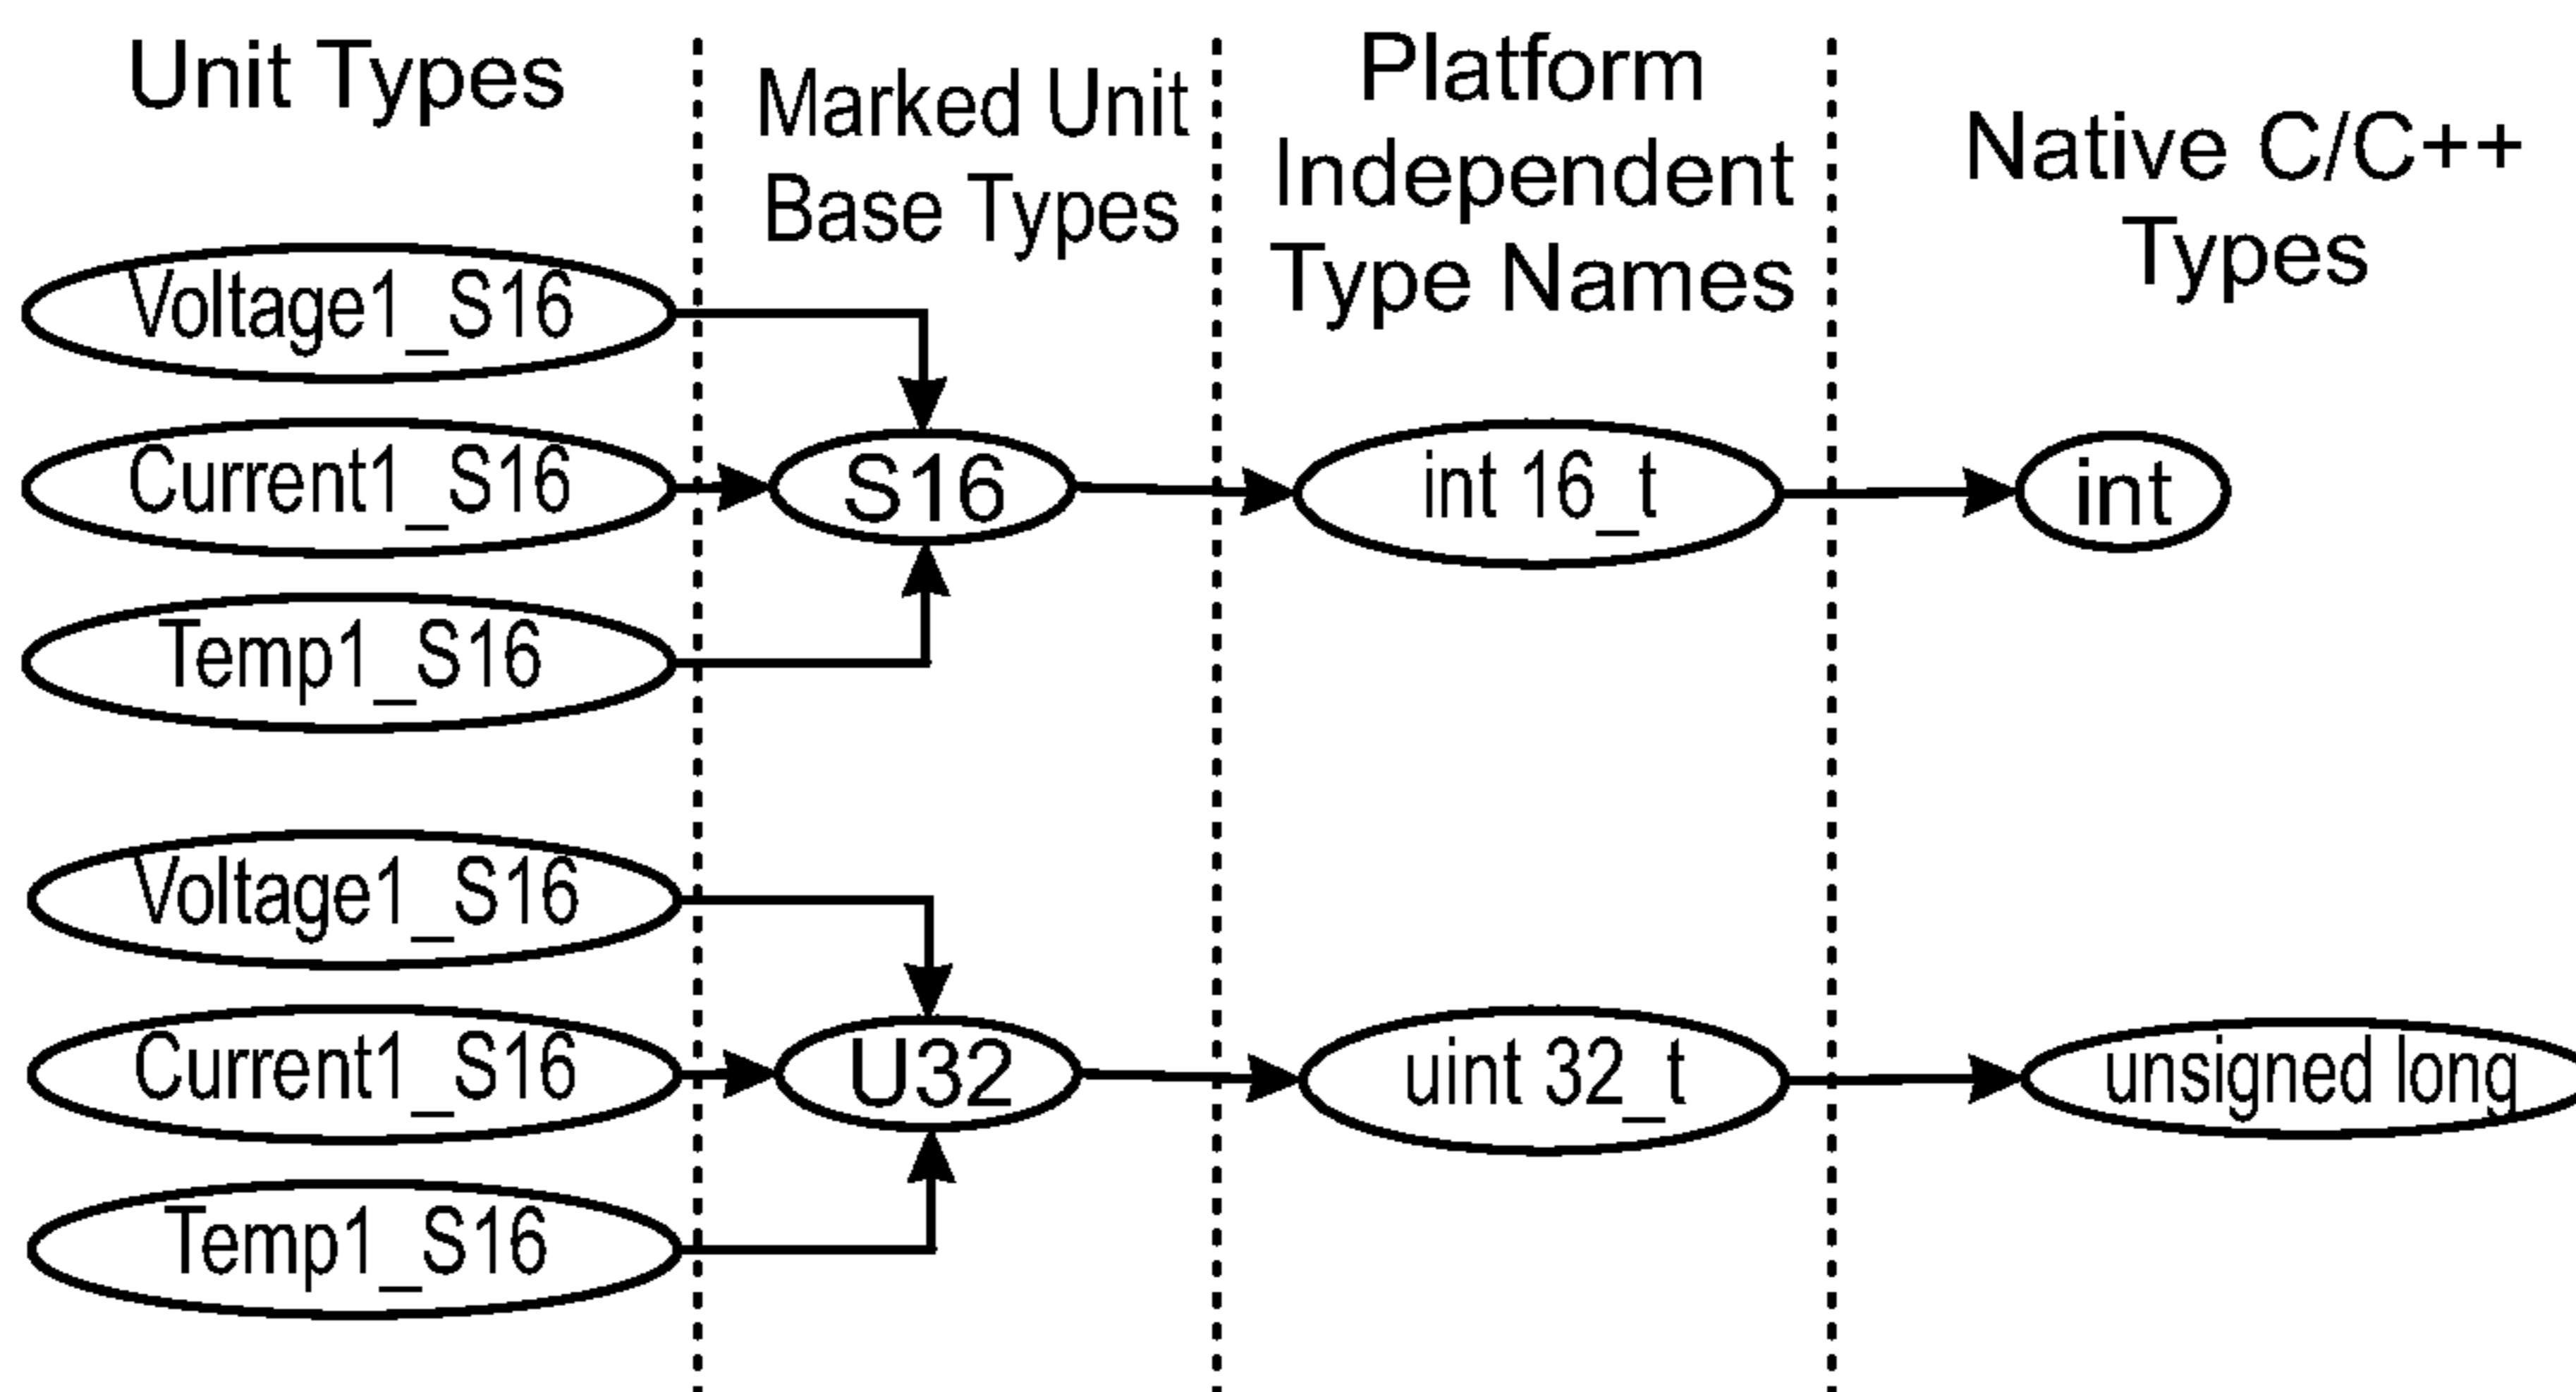 Unit Types
Marked Unit
Base Types
Platform
Independent
Type Names
Native C/C++
Types
Voltage1_S16
Current1_S16
Temp1_S16
S16
int 16_t
int
Voltage1_S16
Current1_S16
Temp1_S16
U32
uint 32_t
unsigned long